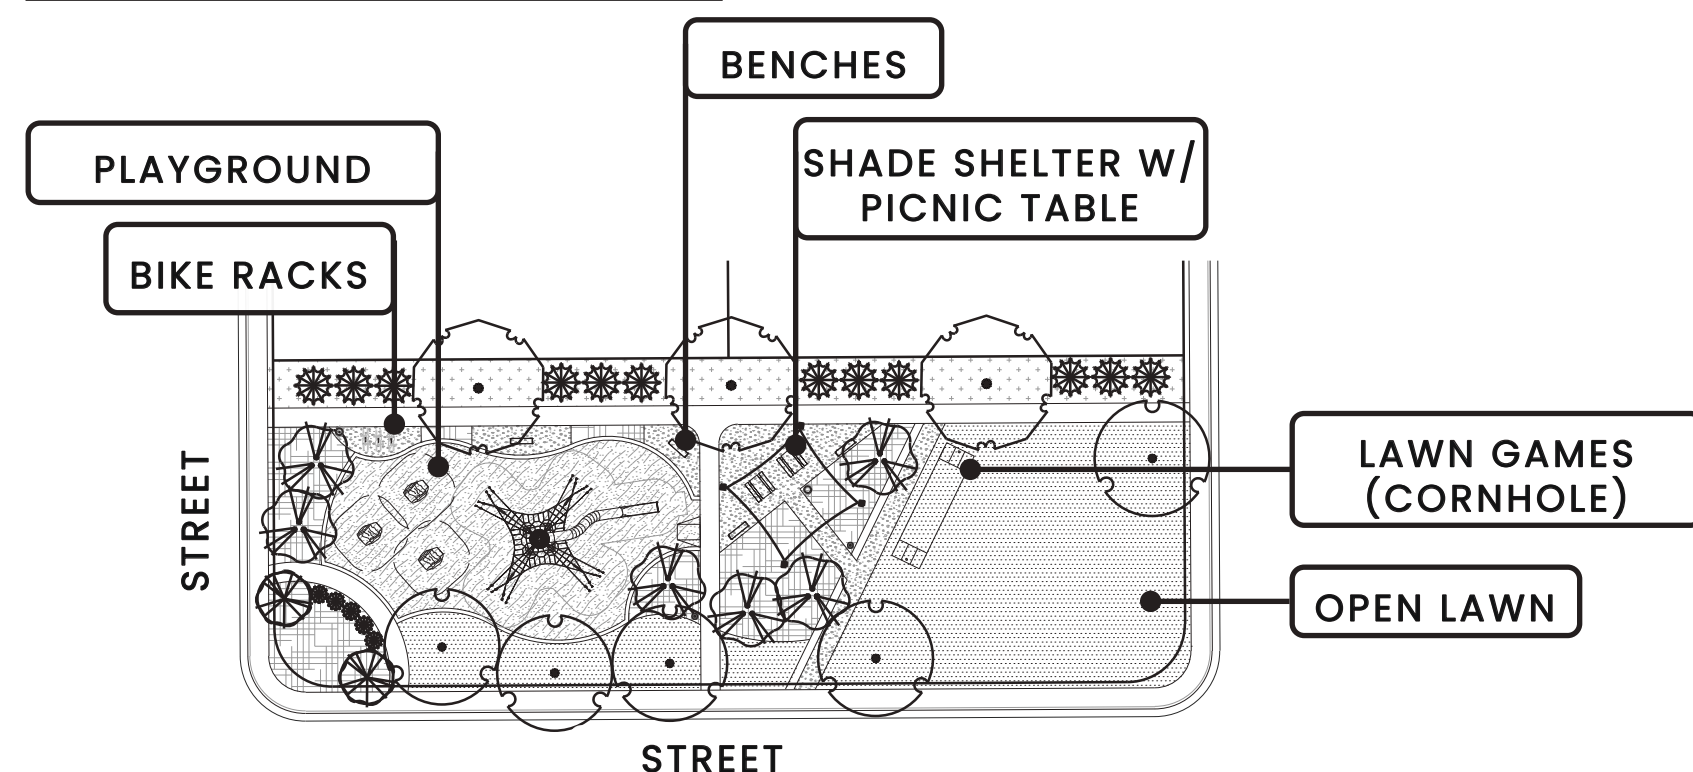 BENCHES
PLAYGROUND
SHADE SHELTER W/
PICNIC TABLE
BIKE RACKS
LAWN GAMES
(CORNHOLE)
STREET
OPEN LAWN
STREET